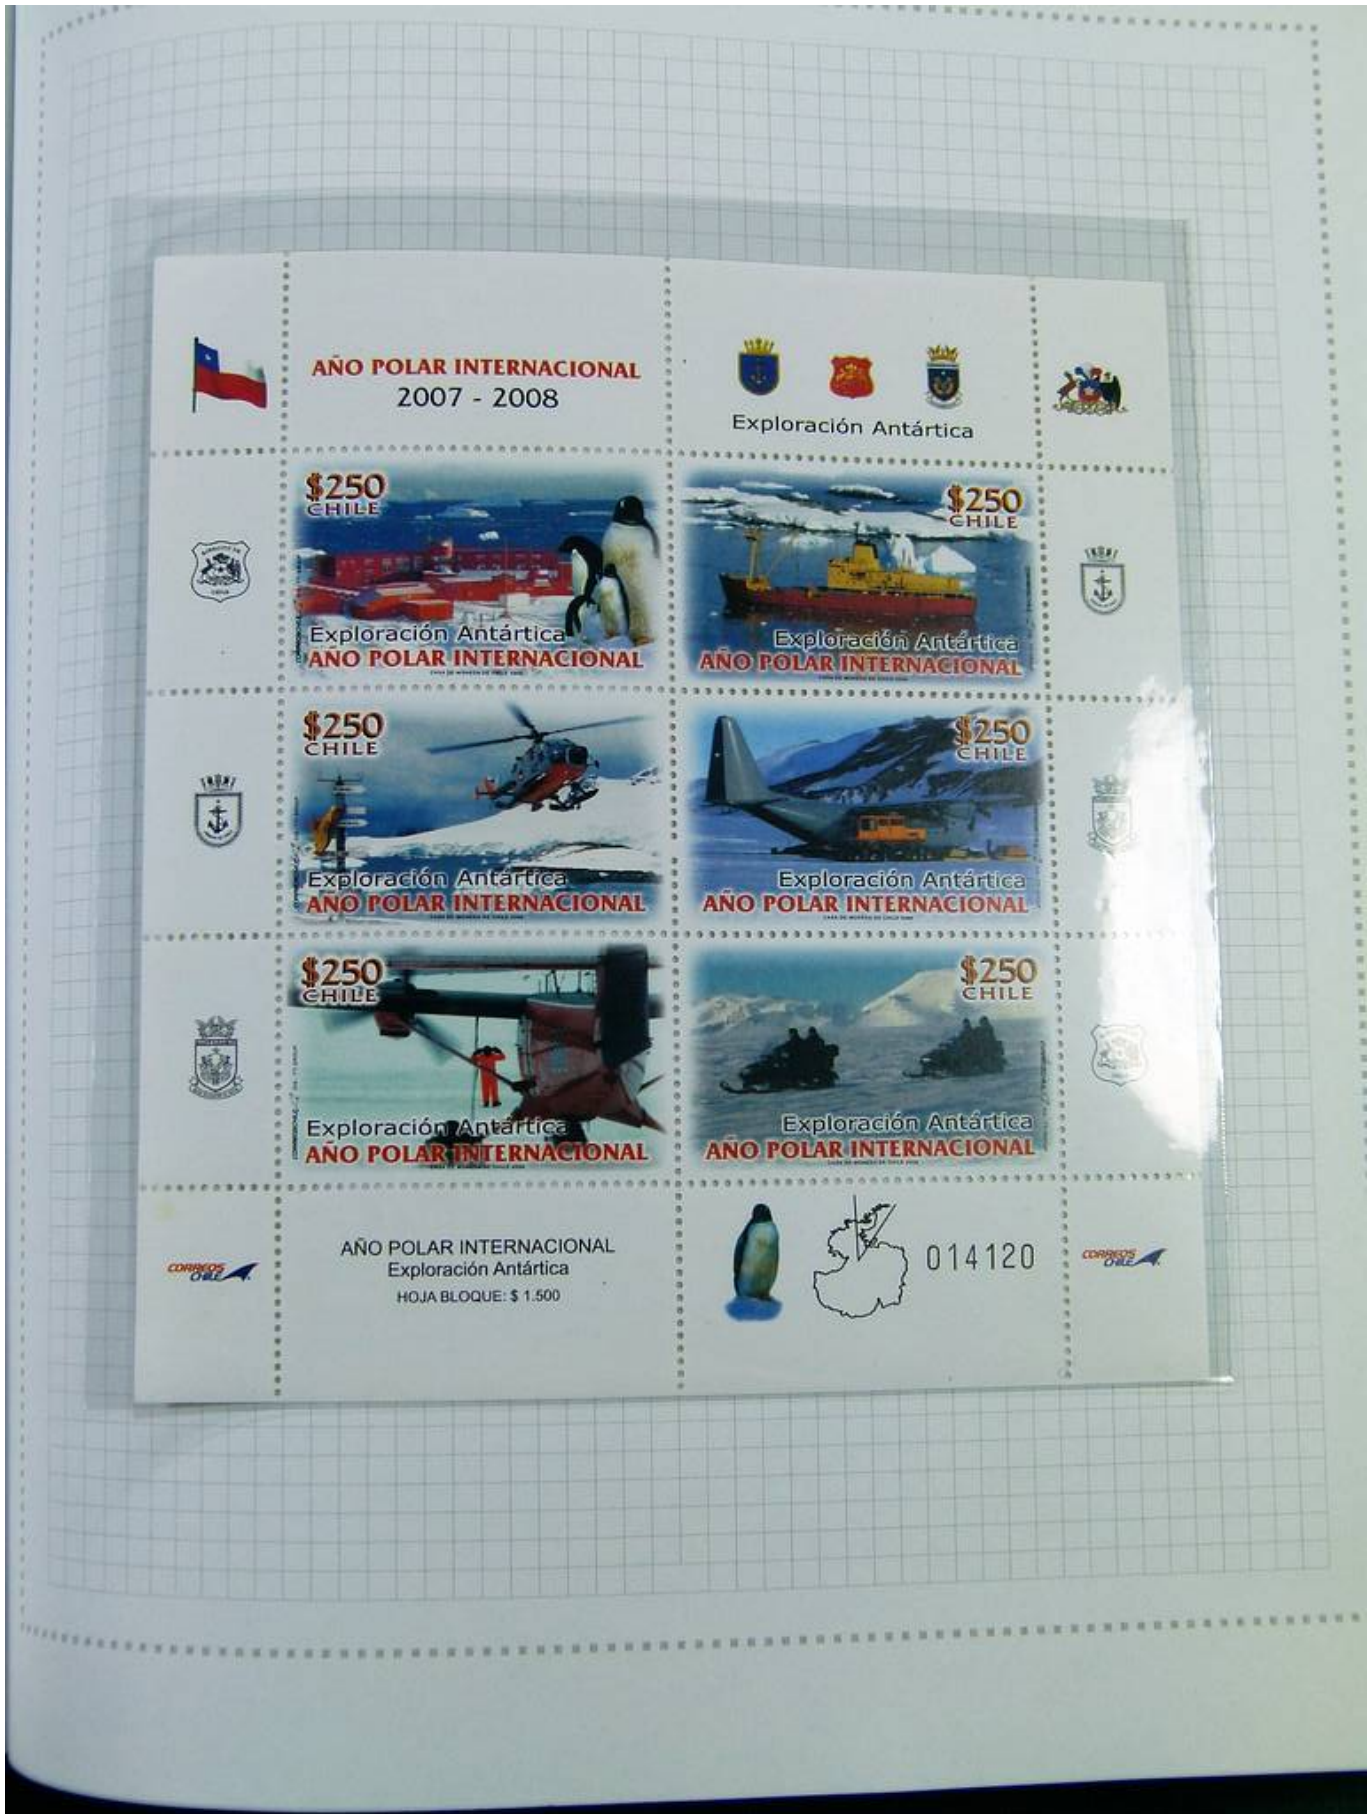 AÑO POLAR INTERNACIONAL
2007 - 2008
Exploración Antártica
$250
CHILE
Exploración Antártica
AÑO POLAR INTERNACIONAL
$250
CHILE
Exploración Antártica
AÑO POLAR INTERNACIONAL
$250
CHILE
Exploración Antártica
AÑO POLAR INTERNACIONAL
$250
CHILE
Exploración Antártica
AÑO POLAR INTERNACIONAL
$250
CHILE
Exploración Antártica
AÑO POLAR INTERNACIONAL
$250
CHILE
Exploración Antártica
AÑO POLAR INTERNACIONAL
CORREOS
CHILE
AÑO POLAR INTERNACIONAL
Exploración Antártica
HOJA BLOQUE: $ 1.500
014120
CORREOS
CHILE